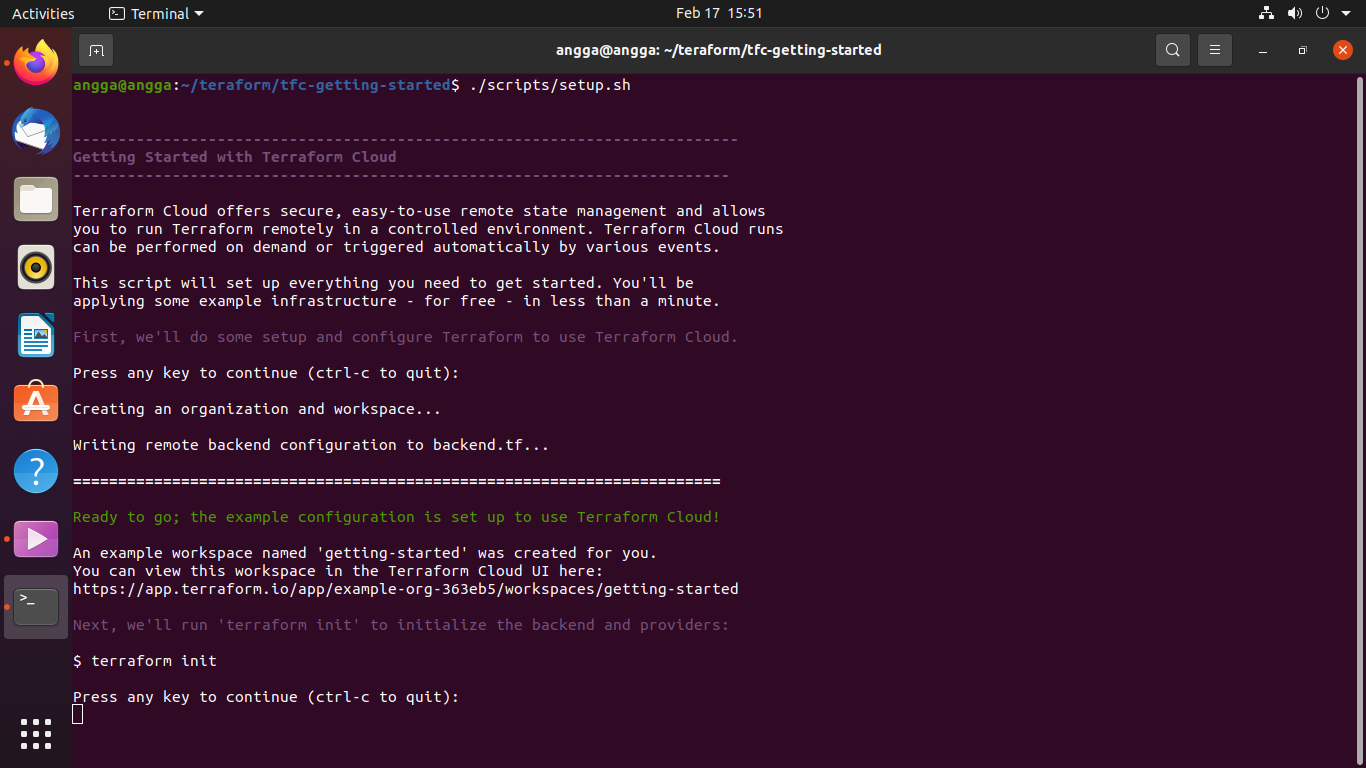 Activities Terminal Feb 17 15:51
angga@angga: ~/teraform/tfc-getting-started
angga@angga:~/teraform/tfc-getting-started$ ./scripts/setup.sh
--------------------------------------------------------------------------
Getting Started with Terraform Cloud
-------------------------------------------------------------------------
Terraform Cloud offers secure, easy-to-use remote state management and allows
you to run Terraform remotely in a controlled environment. Terraform Cloud runs
can be performed on demand or triggered automatically by various events.
This script will set up everything you need to get started. You'll be
applying some example infrastructure - for free - in less than a minute.
First, we'll do some setup and configure Terraform to use Terraform Cloud.
Press any key to continue (ctrl-c to quit):
Creating an organization and workspace...
Writing remote backend configuration to backend.tf...
========================================================================
Ready to go; the example configuration is set up to use Terraform Cloud!
An example workspace named 'getting-started' was created for you.
You can view this workspace in the Terraform Cloud UI here:
https://app.terraform.io/app/example-org-363eb5/workspaces/getting-started
Next, we'll run 'terraform init' to initialize the backend and providers:
$ terraform init
Press any key to continue (ctrl-c to quit):